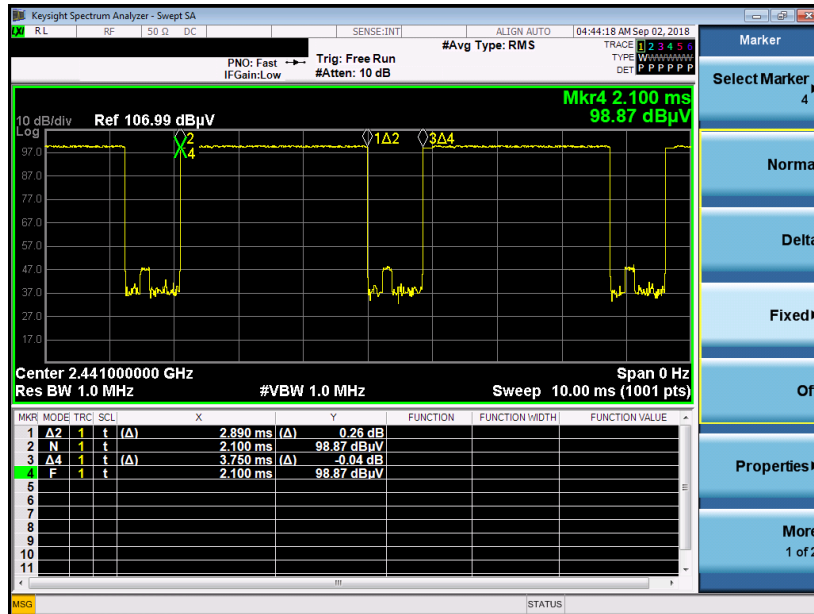 Keysight Spectrum Analyzer - Swept SA
RL RF 50 Ω DC SENSE:INT ALIGN AUTO 04:44:18 AM Sep 02, 2018
#Avg Type: RMS TRACE 1 2 3 4 5 6
PNO: Fast Trig: Free Run TYPE WWWWWW
IFGain:Low #Atten: 10 dB DET P P P P P P
Mkr4 2.100 ms
10 dB/div Ref 106.99 dBµV 98.87 dBµV
Log
97.0
87.0
77.0
67.0
57.0
47.0
37.0
27.0
17.0
2
4
1Δ2
3Δ4
Center 2.441000000 GHz Span 0 Hz
Res BW 1.0 MHz #VBW 1.0 MHz Sweep 10.00 ms (1001 pts)
MKR MODE TRC SCL X Y FUNCTION FUNCTION WIDTH FUNCTION VALUE
1 Δ2 1 t (Δ) 2.890 ms (Δ) 0.26 dB
2 N 1 t 2.100 ms 98.87 dBµV
3 Δ4 1 t (Δ) 3.750 ms (Δ) -0.04 dB
4 F 1 t 2.100 ms 98.87 dBµV
5
6
7
8
9
10
11
MSG STATUS
Marker
Select Marker
4
Norma
Delta
Fixed
Of
Properties
More
1 of 2